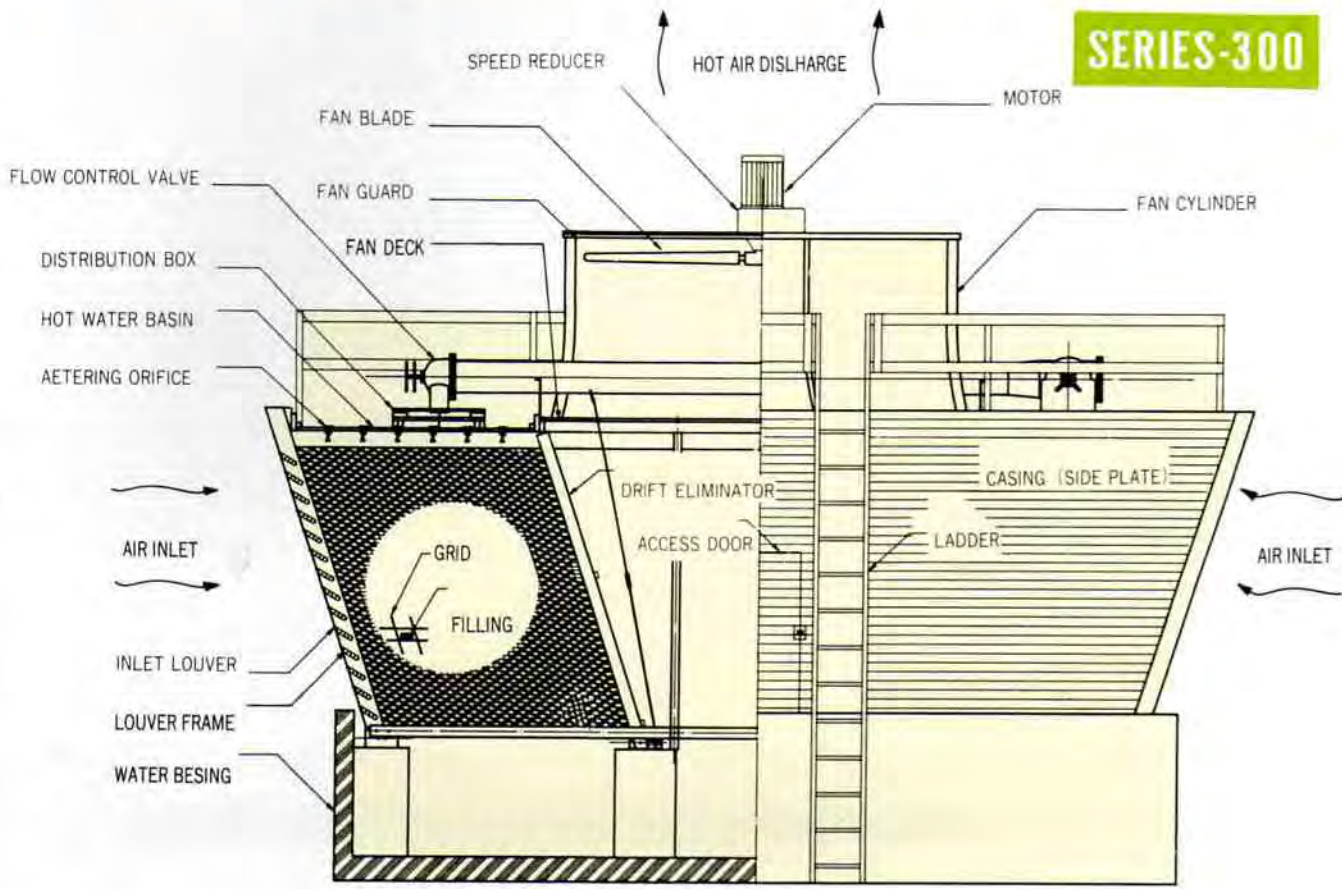 SERIES-300
SPEED REDUCER
HOT AIR DISLHARGE
MOTOR
FAN BLADE
FLOW CONTROL VALVE
FAN GUARD
FAN CYLINDER
FAN DECK
DISTRIBUTION BOX
HOT WATER BASIN
AETERING ORIFICE
DRIFT ELIMINATOR
CASING (SIDE PLATE)
AIR INLET
GRID
ACCESS DOOR
LADDER
AIR INLET
FILLING
INLET LOUVER
LOUVER FRAME
WATER BESING